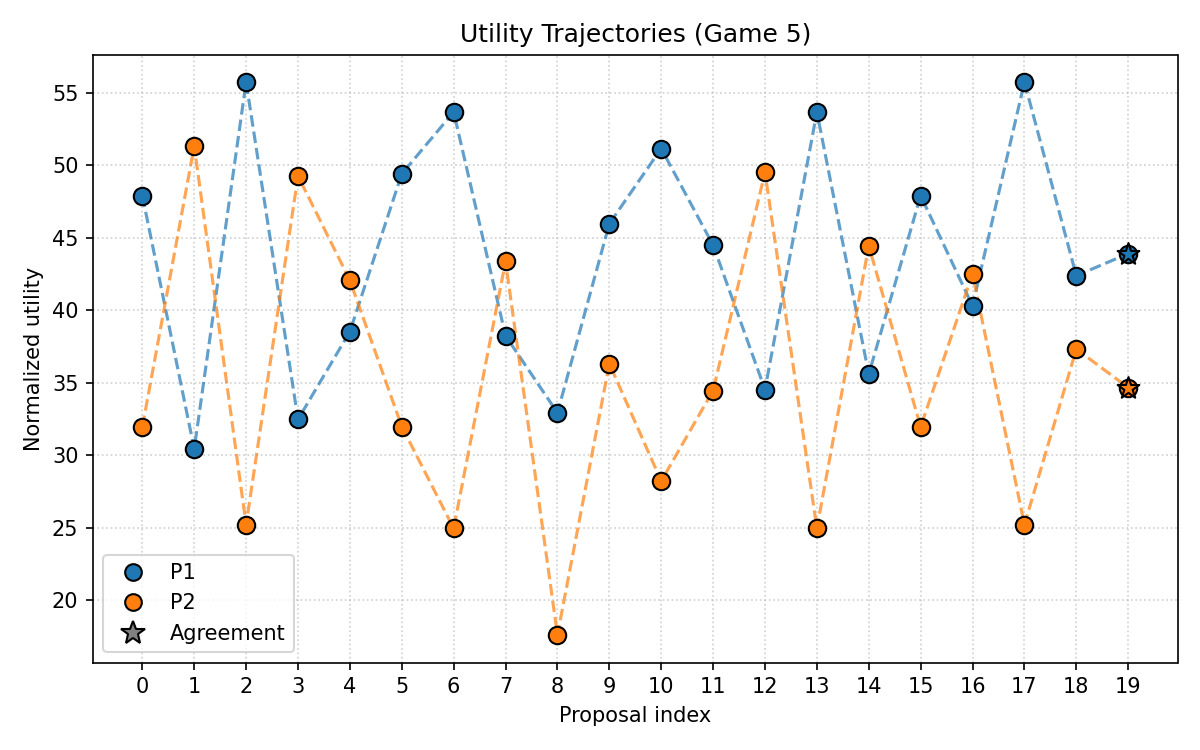 Utility Trajectories (Game 5)
Normalized utility
55
50
45
40
35
30
25
20
P1
P2
Agreement
0 1 2 3 4 5 6 7 8 9 10 11 12 13 14 15 16 17 18 19
Proposal index